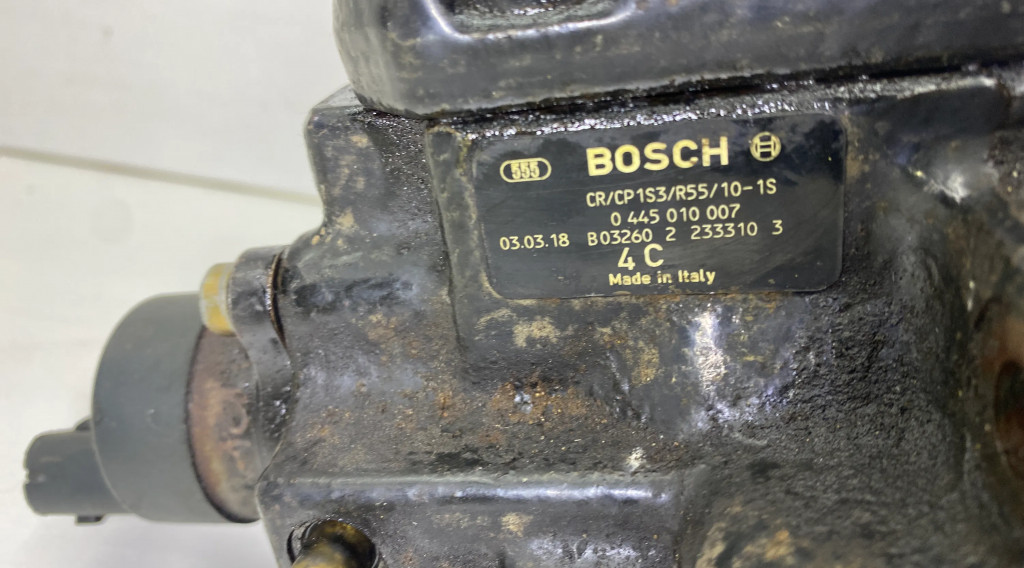 555 BOSCH
CR/CP1S3/R55/10-1S
0 445 010 007
03.03.18 B03260 2 233310 3
4 C
Made in Italy